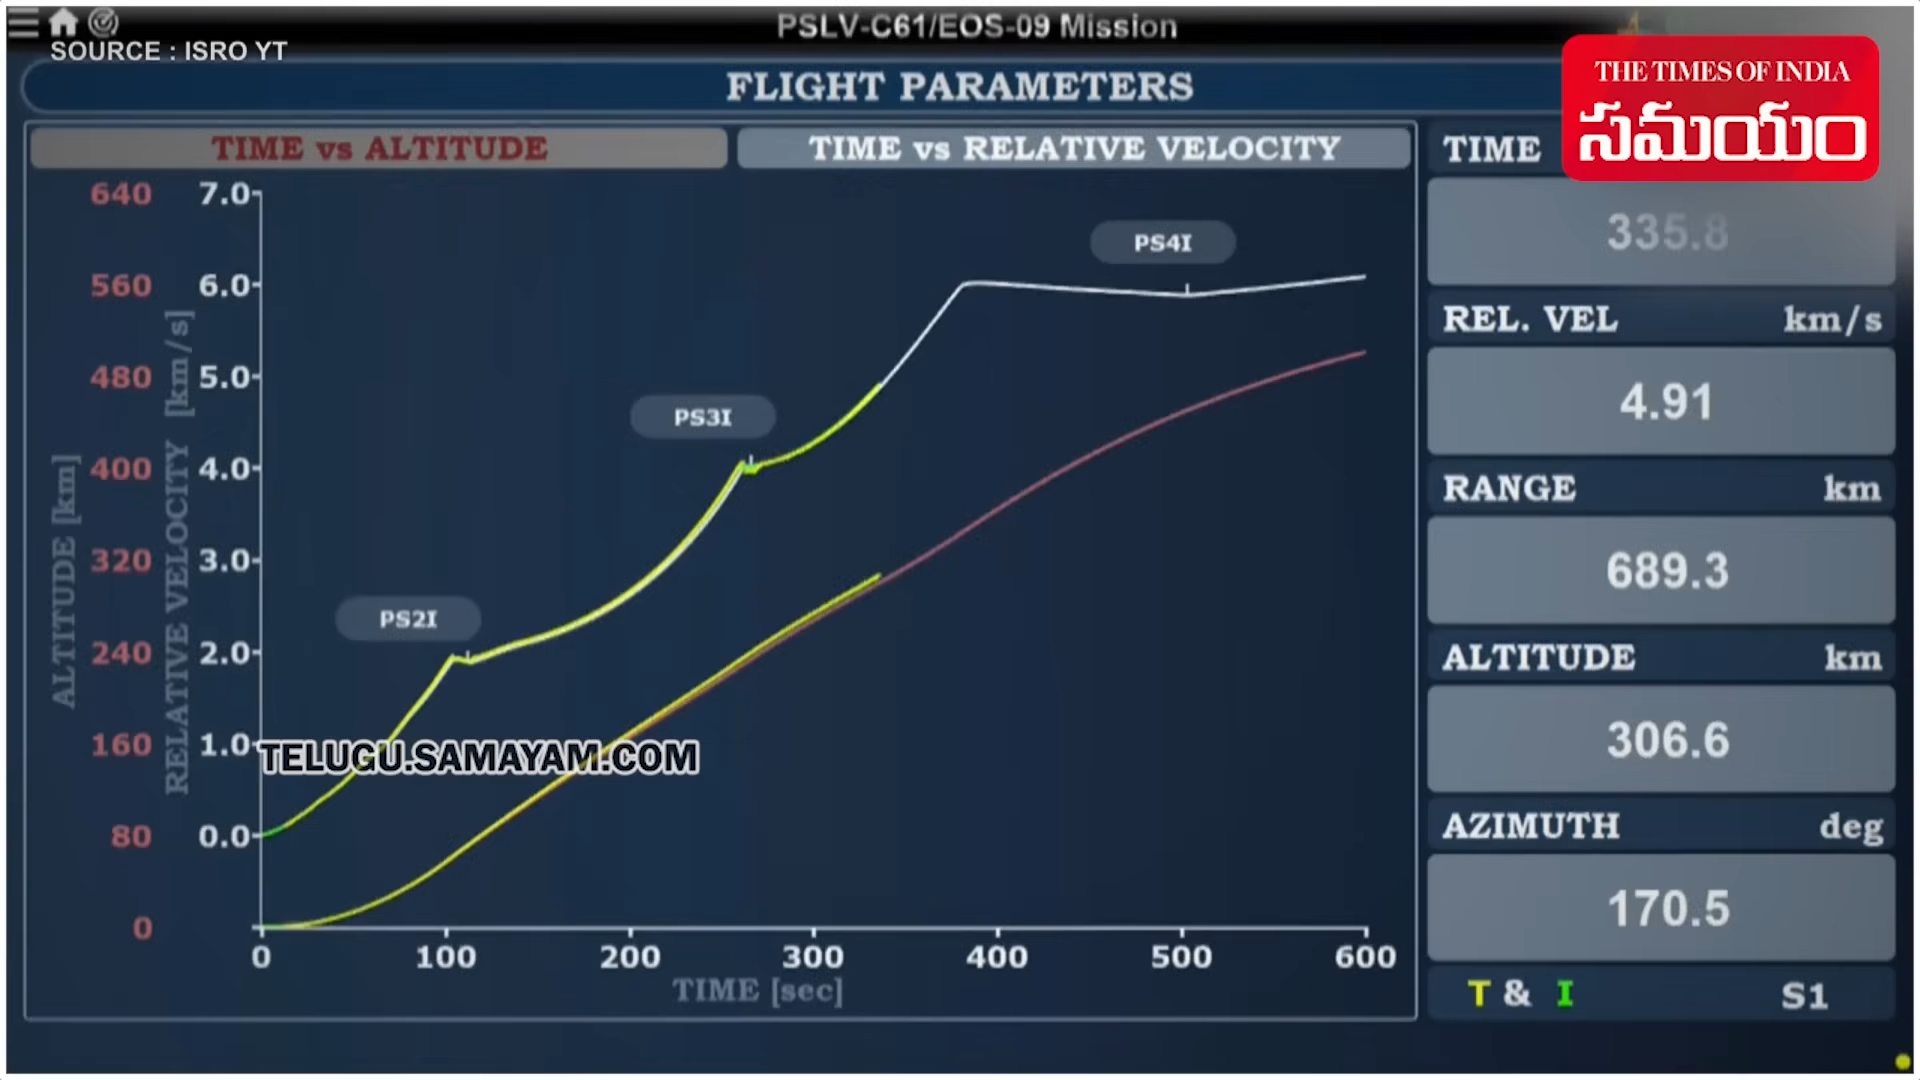 PSLV-C61/EOS-09 Mission
SOURCE : ISRO YT
THE TIMES OF INDIA
సమయం
FLIGHT PARAMETERS
TIME vs ALTITUDE
TIME vs RELATIVE VELOCITY
640
560
480
400
320
240
160
80
0
ALTITUDE [km]
7.0
6.0
5.0
4.0
3.0
2.0
1.0
0.0
RELATIVE VELOCITY [km/s]
PS2I
PS3I
PS4I
TELUGU.SAMAYAM.COM
0 100 200 300 400 500 600
TIME [sec]
TIME
335.8
REL. VEL km/s
4.91
RANGE km
689.3
ALTITUDE km
306.6
AZIMUTH deg
170.5
T & I S1